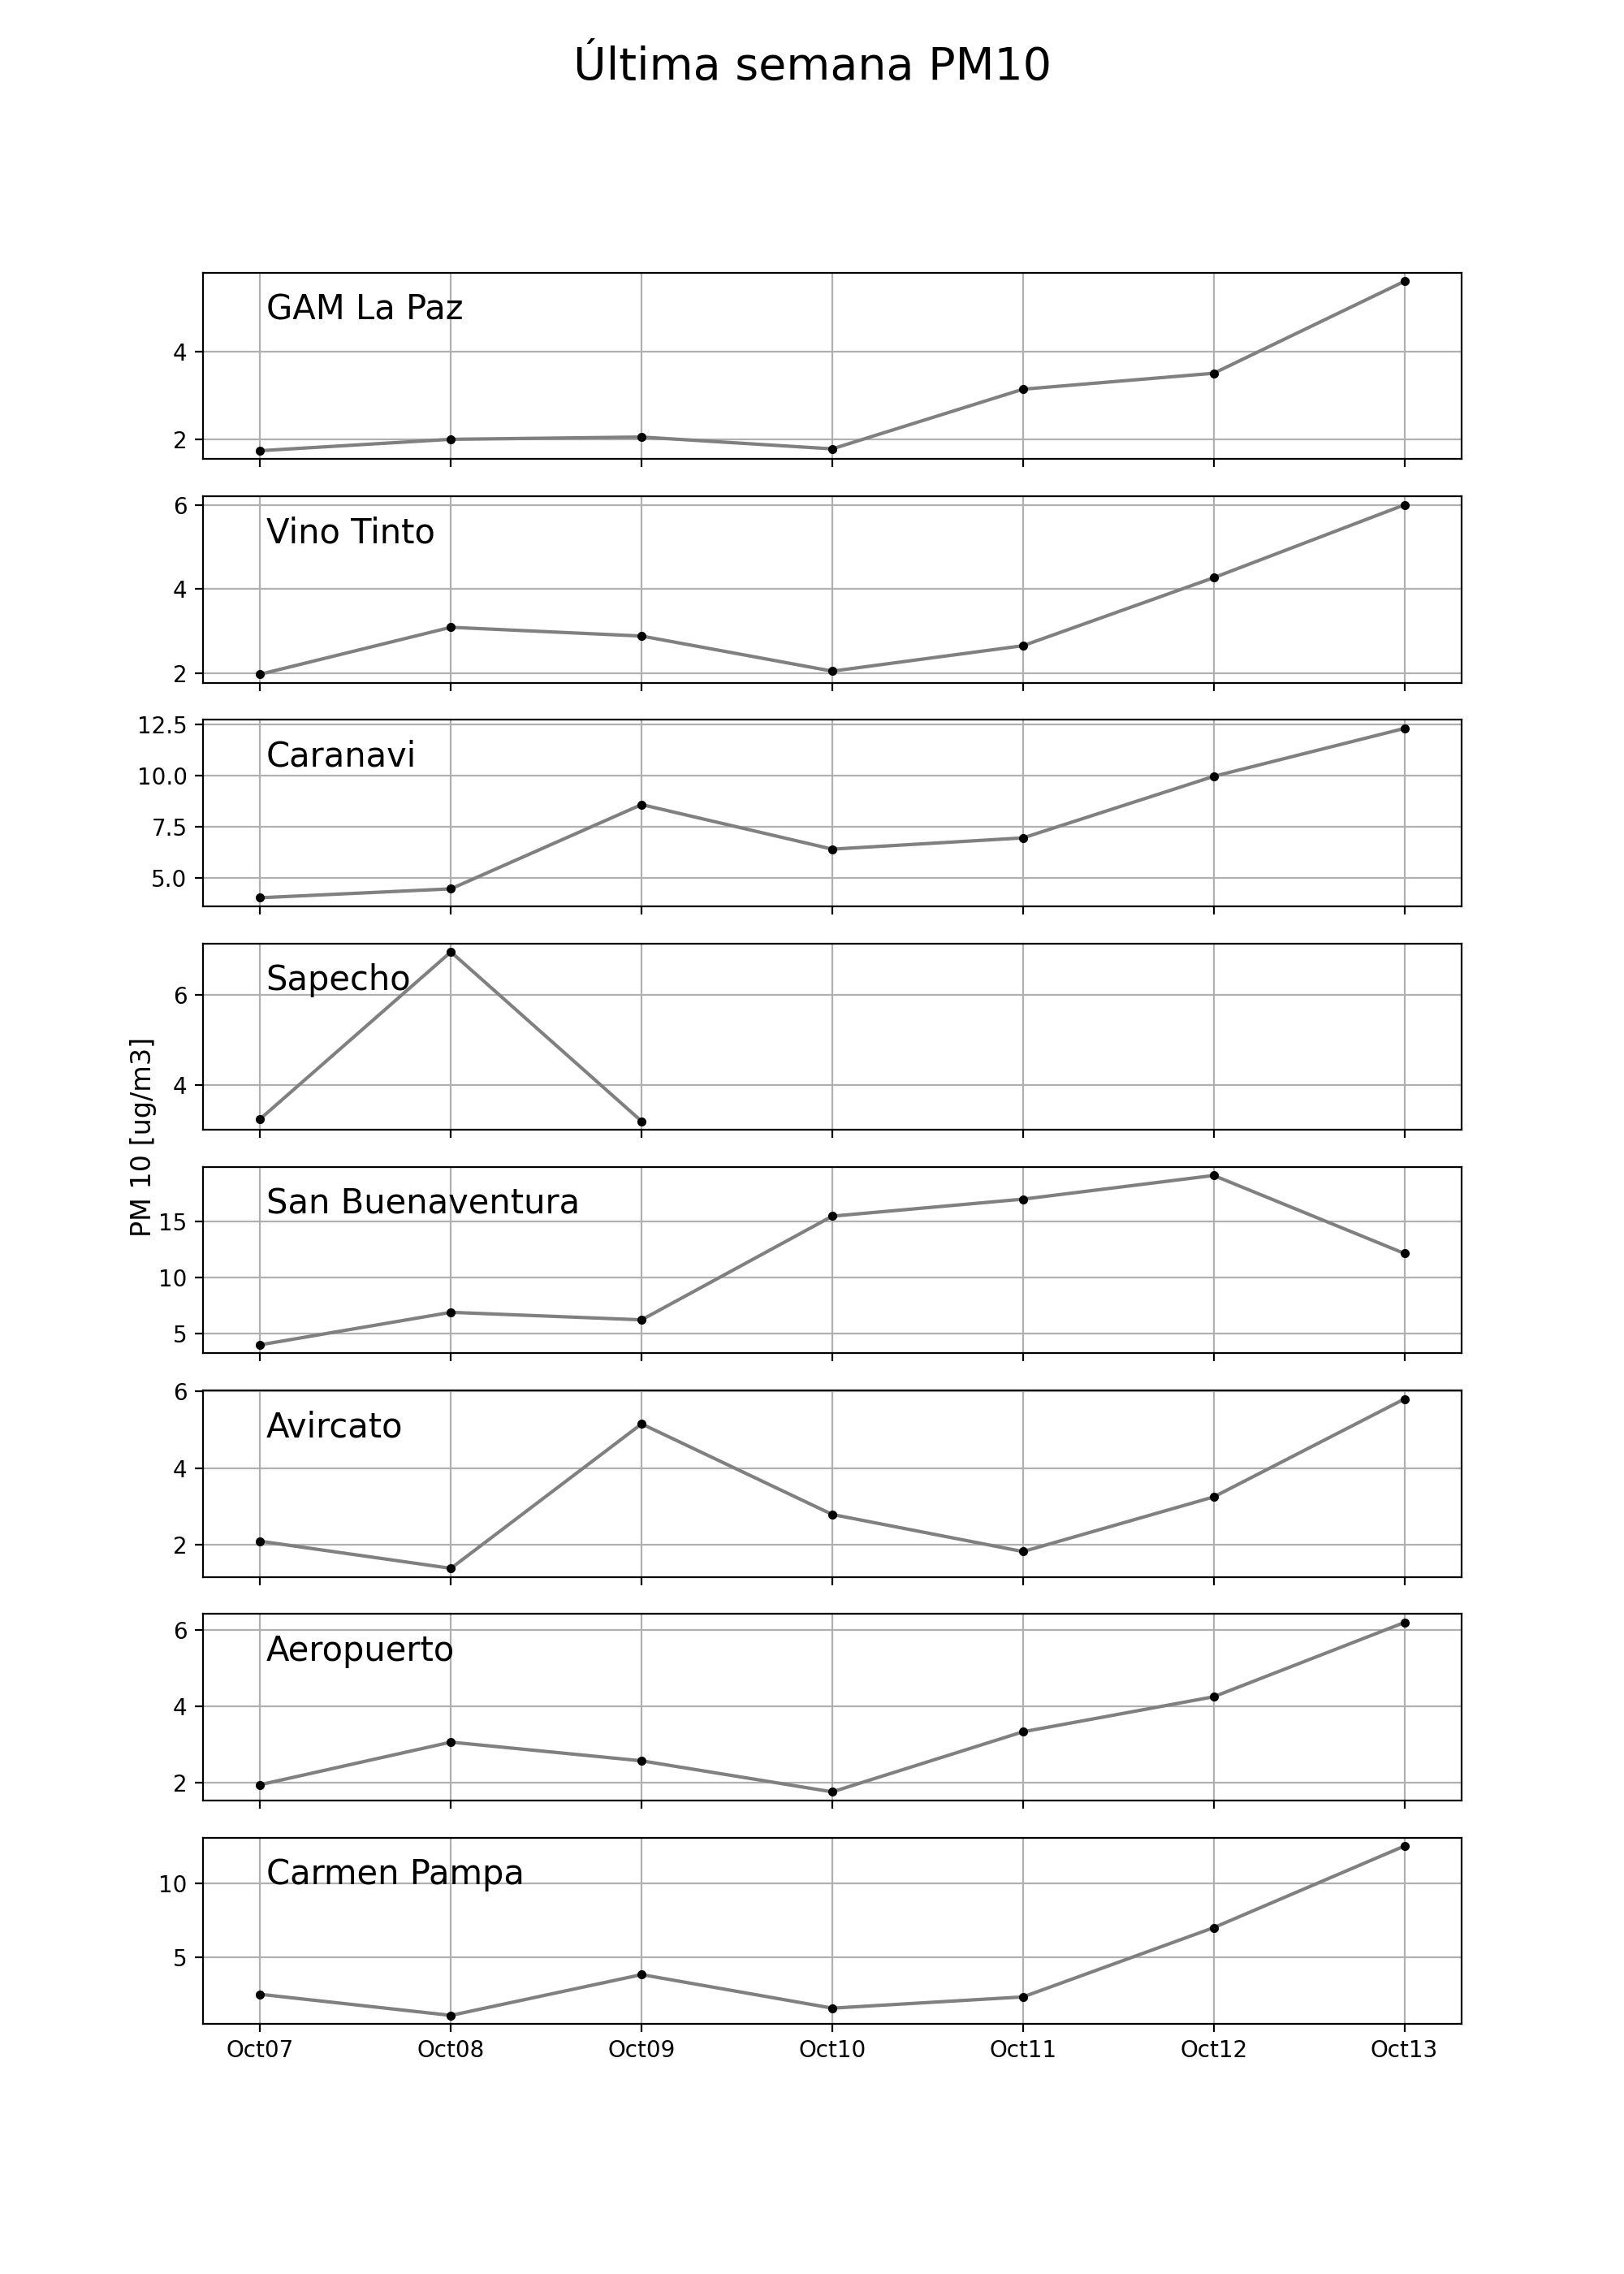 Última semana PM10
GAM La Paz
4
2
Vino Tinto
6
4
2
Caranavi
12.5
10.0
7.5
5.0
Sapecho
6
4
PM 10 [ug/m3]
San Buenaventura
15
10
5
Avircato
6
4
2
Aeropuerto
6
4
2
Carmen Pampa
10
5
Oct07 Oct08 Oct09 Oct10 Oct11 Oct12 Oct13